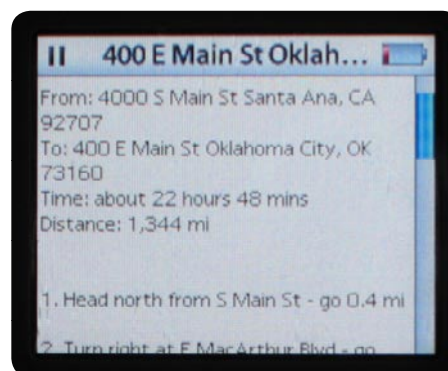 400 E Main St Oklah...
From: 4000 S Main St Santa Ana, CA
92707
To: 400 E Main St Oklahoma City, OK
73160
Time: about 22 hours 48 mins
Distance: 1,344 mi
1. Head north from S Main St - go 0.4 mi
2. Turn right at E MacArthur Blvd - go